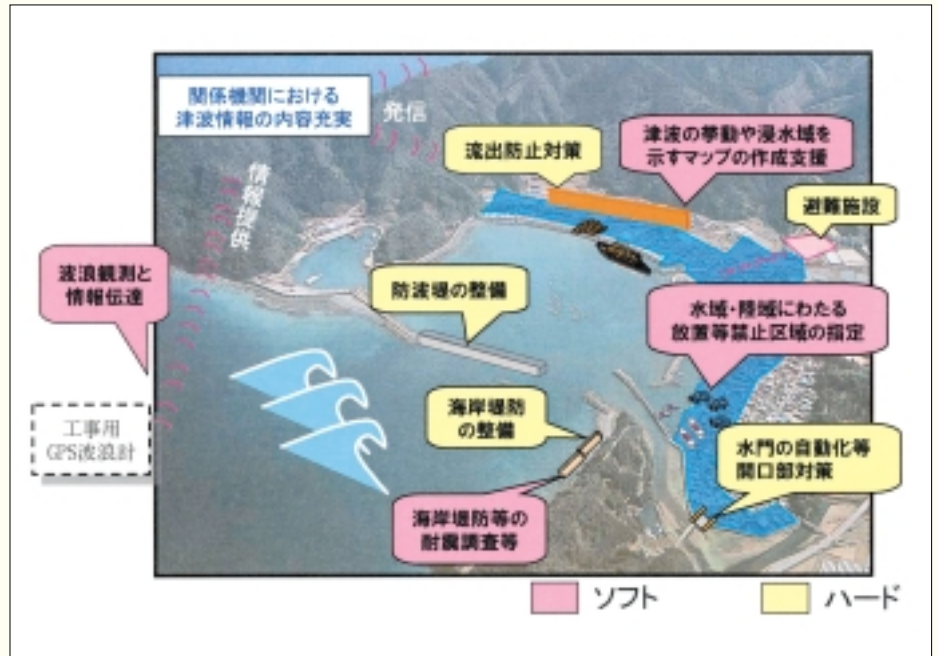 関係機関における
津波情報の内容充実
発信
情報提供
流出防止対策
津波の挙動や浸水域を
示すマップの作成支援
避難施設
波浪観測と
情報伝達
防波堤の整備
水域・陸域にわたる
放置等禁止区域の指定
工事用
GPS波浪計
海岸堤防
の整備
水門の自動化等
開口部対策
海岸堤防等の
耐震調査等
ソフト
ハード